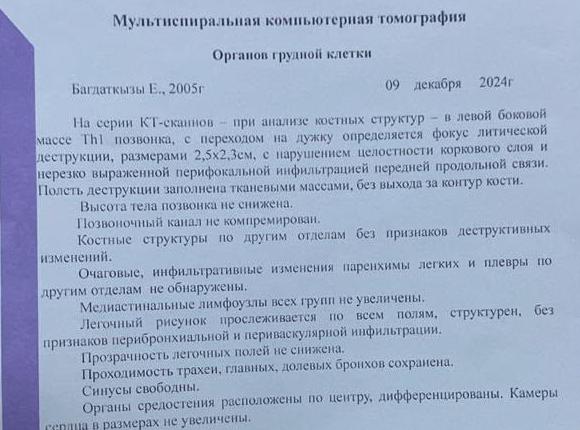 Мультиспиральная компьютерная томография
Органов грудной клетки
Багдаткызы Е., 2005г 09 декабря 2024г
На серии КТ-сканнов – при анализе костных структур – в левой боковой
массе Th1 позвонка, с переходом на дужку определяется фокус литической
деструкции, размерами 2,5х2,3см, с нарушением целостности коркового слоя и
нерезко выраженной перифокальной инфильтрацией передней продольной связи.
Полость деструкции заполнена тканевыми массами, без выхода за контур кости.
Высота тела позвонка не снижена.
Позвоночный канал не компремирован.
Костные структуры по другим отделам без признаков деструктивных
изменений.
Очаговые, инфильтративные изменения паренхимы легких и плевры по
другим отделам не обнаружены.
Медиастинальные лимфоузлы всех групп не увеличены.
Легочный рисунок прослеживается по всем полям, структурен, без
признаков перибронхиальной и периваскулярной инфильтрации.
Прозрачность легочных полей не снижена.
Проходимость трахеи, главных, долевых бронхов сохранена.
Синусы свободны.
Органы средостения расположены по центру, дифференцированы. Камеры
сердца в размерах не увеличены.